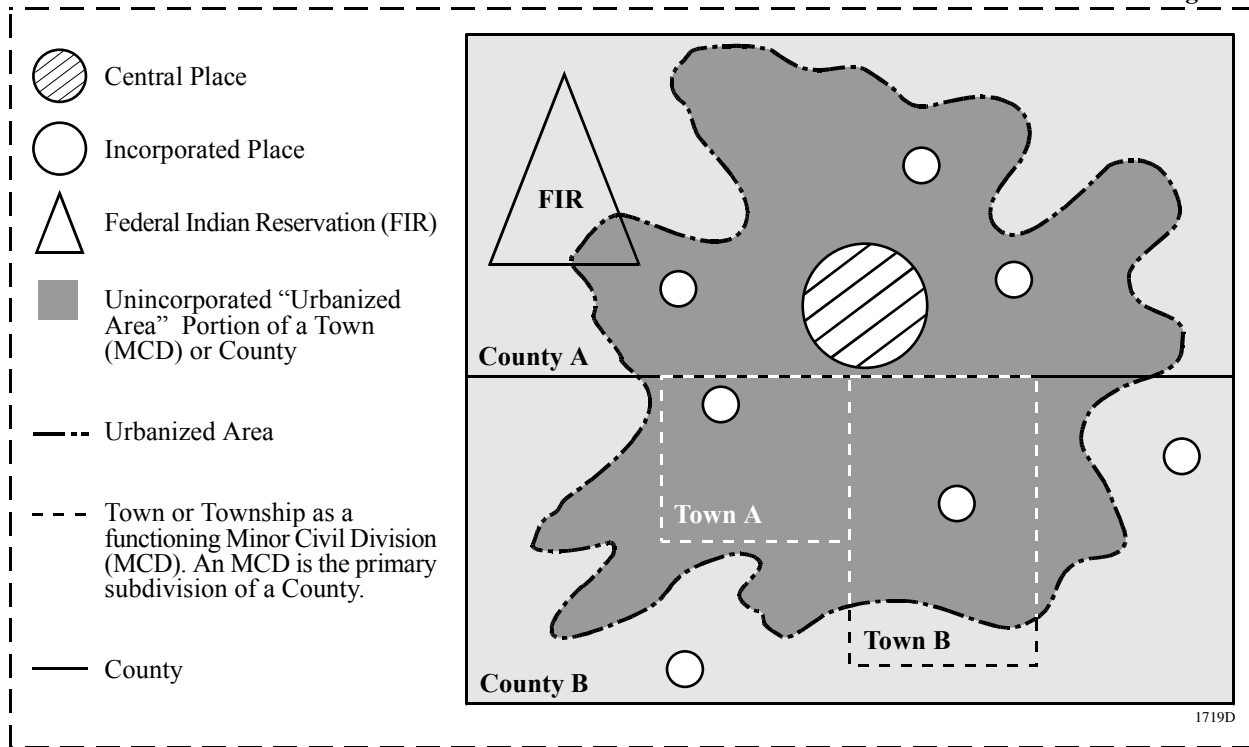 Central Place
Incorporated Place
Federal Indian Reservation (FIR)
Unincorporated “Urbanized
Area” Portion of a Town
(MCD) or County
Urbanized Area
Town or Township as a
functioning Minor Civil Division
(MCD). An MCD is the primary
subdivision of a County.
County
FIR
County A
Town A
Town B
County B
1719D